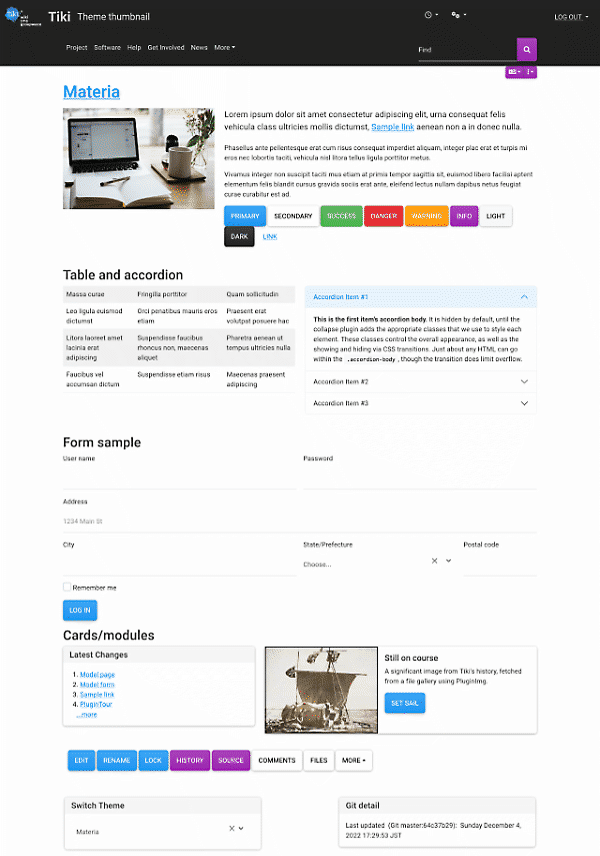 tiki
Tiki Theme thumbnail
LOG OUT
Project Software Help Get Involved News More
Find
Materia
Lorem ipsum dolor sit amet consectetur adipiscing elit, urna consequat felis
vehicula class ultricies mollis dictumst, Sample link aenean non a in donec nulla.
Phasellus ante pellentesque erat cum risus consequat imperdiet aliquam, integer plac erat et turpis mi
eros nec lobortis taciti, vehicula nisl litora tellus ligula porttitor metus.
Vivamus integer non suscipit taciti mus etiam at primis tempor sagittis sit, euismod libero facilisi aptent
elementum felis blandit cursus gravida sociis erat ante, eleifend lectus nullam dapibus netus feugiat
curae curabitur est ad.
PRIMARY SECONDARY SUCCESS DANGER WARNING INFO LIGHT
DARK LINK
Table and accordion
Massa curae Fringilla porttitor Quam sollicitudin
Leo ligula euismod dictumst Orci penatibus mauris eros etiam Praesent erat volutpat posuere hac
Litora laoreet amet lacinia erat adipiscing Suspendisse faucibus rhoncus non, maecenas aliquet Pharetra aenean ut tempus ultricies nulla
Faucibus vel accumsan dictum Suspendisse etiam risus Maecenas praesent adipiscing
Accordion Item #1
This is the first item's accordion body. It is hidden by default, until the
collapse plugin adds the appropriate classes that we use to style each
element. These classes control the overall appearance, as well as the
showing and hiding via CSS transitions. Just about any HTML can go
within the .accordion-body , though the transition does limit overflow.
Accordion Item #2
Accordion Item #3
Form sample
User name Password
Address
1234 Main St
City State/Prefecture Postal code
Choose...
Remember me
LOG IN
Cards/modules
Latest Changes
1. Model page
2. Model form
3. Sample link
4. PluginTour
...more
Still on course
A significant image from Tiki's history, fetched
from a file gallery using PluginImg.
SET SAIL
EDIT RENAME LOCK HISTORY SOURCE COMMENTS FILES MORE
Switch Theme
Materia
Git detail
Last updated (Git master:64c37b29): Sunday December 4,
2022 17:29:53 JST